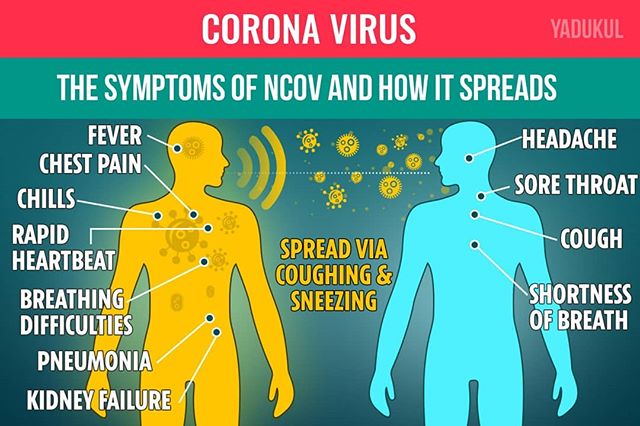 CORONA VIRUS
YADUKUL
THE SYMPTOMS OF NCOV AND HOW IT SPREADS
FEVER
CHEST PAIN
CHILLS
RAPID
HEARTBEAT
BREATHING
DIFFICULTIES
PNEUMONIA
KIDNEY FAILURE
SPREAD VIA
COUGHING &
SNEEZING
HEADACHE
SORE THROAT
COUGH
SHORTNESS
OF BREATH